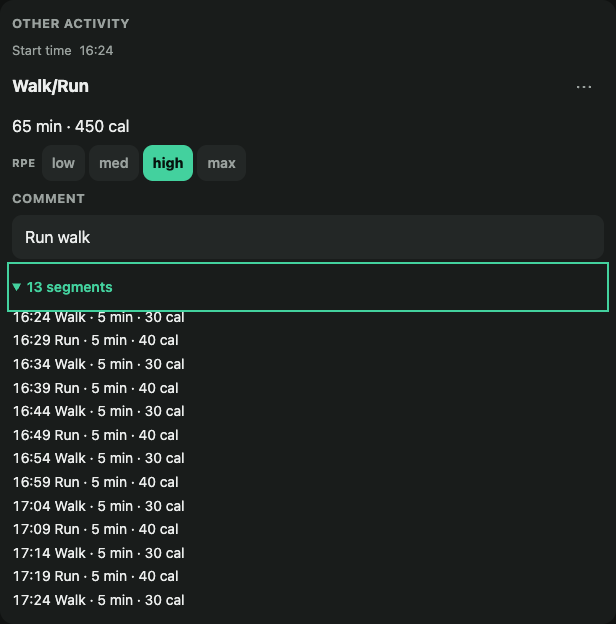 OTHER ACTIVITY
Start time 16:24
Walk/Run
...
65 min · 450 cal
RPE low med high max
COMMENT
Run walk
▼ 13 segments
16:24 Walk · 5 min · 30 cal
16:29 Run · 5 min · 40 cal
16:34 Walk · 5 min · 30 cal
16:39 Run · 5 min · 40 cal
16:44 Walk · 5 min · 30 cal
16:49 Run · 5 min · 40 cal
16:54 Walk · 5 min · 30 cal
16:59 Run · 5 min · 40 cal
17:04 Walk · 5 min · 30 cal
17:09 Run · 5 min · 40 cal
17:14 Walk · 5 min · 30 cal
17:19 Run · 5 min · 40 cal
17:24 Walk · 5 min · 30 cal